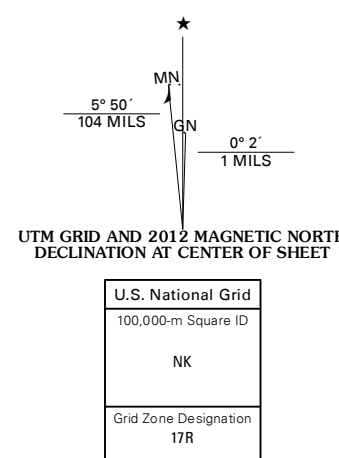 ★
MN
5° 50´
104 MILS
GN
0° 2´
1 MILS
UTM GRID AND 2012 MAGNETIC NORTH
DECLINATION AT CENTER OF SHEET
U.S. National Grid
100,000-m Square ID
NK
Grid Zone Designation
17R